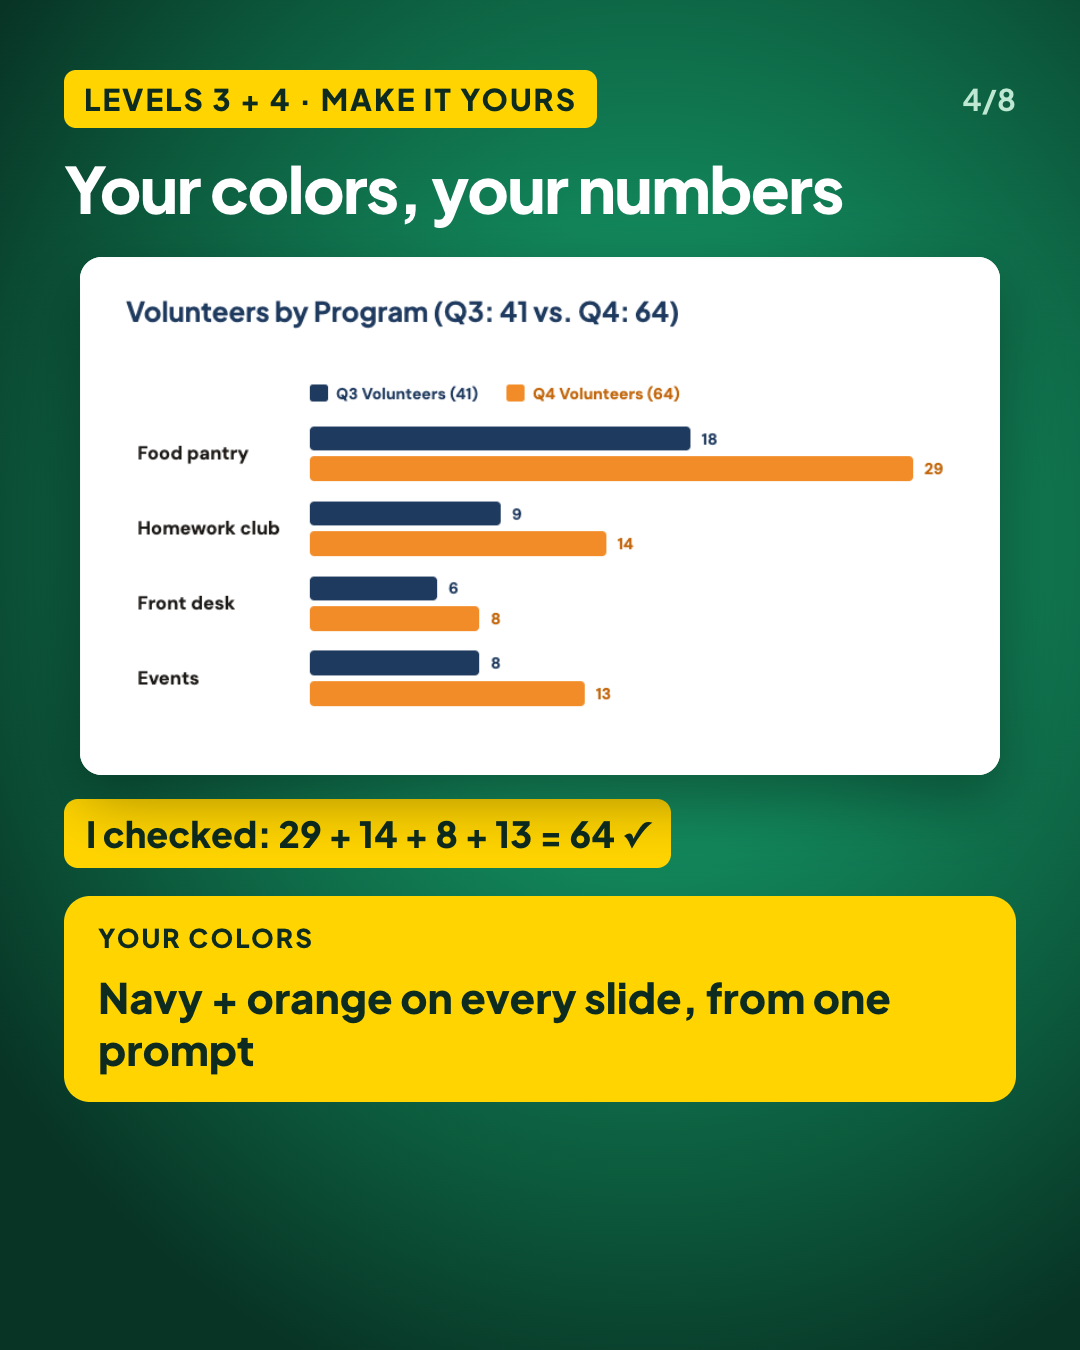 LEVELS 3 + 4 · MAKE IT YOURS
4/8
Your colors, your numbers
Volunteers by Program (Q3: 41 vs. Q4: 64)
Q3 Volunteers (41)
Q4 Volunteers (64)
Food pantry
18
29
Homework club
9
14
Front desk
6
8
Events
8
13
I checked: 29 + 14 + 8 + 13 = 64 ✓
YOUR COLORS
Navy + orange on every slide, from one
prompt